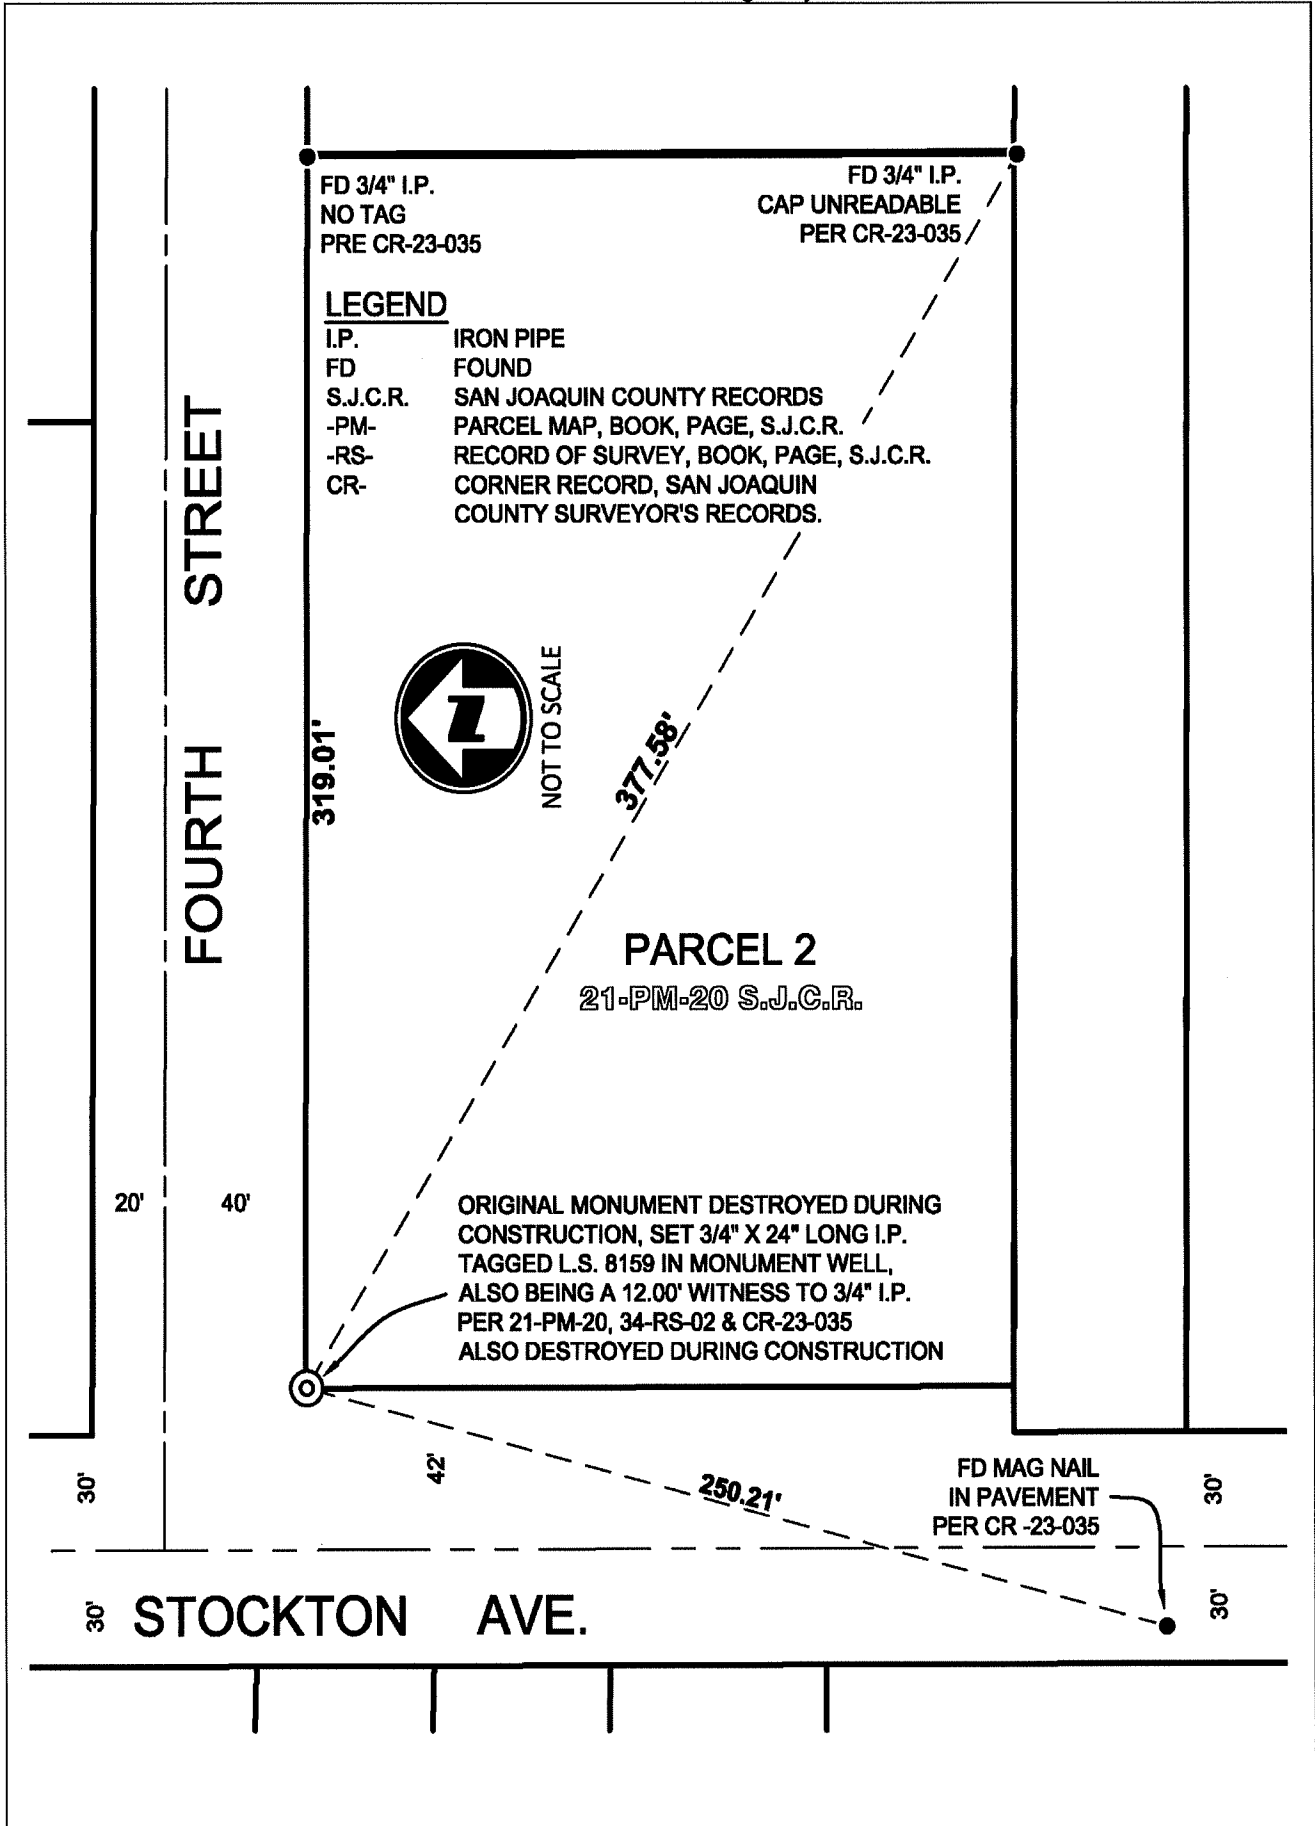 FD 3/4" I.P.
NO TAG
PRE CR-23-035
FD 3/4" I.P.
CAP UNREADABLE
PER CR-23-035
LEGEND
I.P. IRON PIPE
FD FOUND
S.J.C.R. SAN JOAQUIN COUNTY RECORDS
-PM- PARCEL MAP, BOOK, PAGE, S.J.C.R.
-RS- RECORD OF SURVEY, BOOK, PAGE, S.J.C.R.
CR- CORNER RECORD, SAN JOAQUIN
COUNTY SURVEYOR'S RECORDS.
FOURTH STREET
319.01'
N
NOT TO SCALE
377.58'
PARCEL 2
21-PM-20 S.J.C.R.
20'
40'
ORIGINAL MONUMENT DESTROYED DURING
CONSTRUCTION, SET 3/4" X 24" LONG I.P.
TAGGED L.S. 8159 IN MONUMENT WELL,
ALSO BEING A 12.00' WITNESS TO 3/4" I.P.
PER 21-PM-20, 34-RS-02 & CR-23-035
ALSO DESTROYED DURING CONSTRUCTION
30'
42'
250.21'
FD MAG NAIL
IN PAVEMENT
PER CR -23-035
30'
30'
STOCKTON AVE.
30'